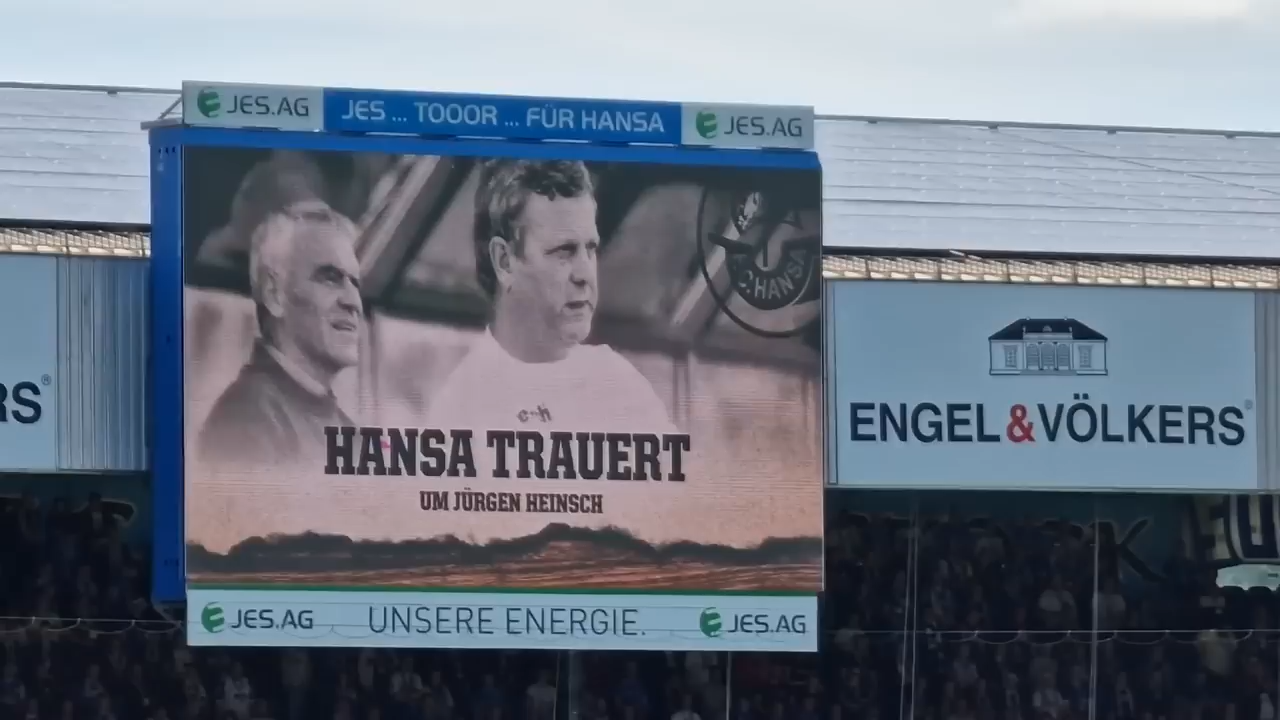 JES.AG JES ... TOOOR ... FÜR HANSA JES.AG
F.C. HANSA
HANSA TRAUERT
UM JÜRGEN HEINSCH
JES.AG UNSERE ENERGIE. JES.AG
RS®
ENGEL&VÖLKERS®